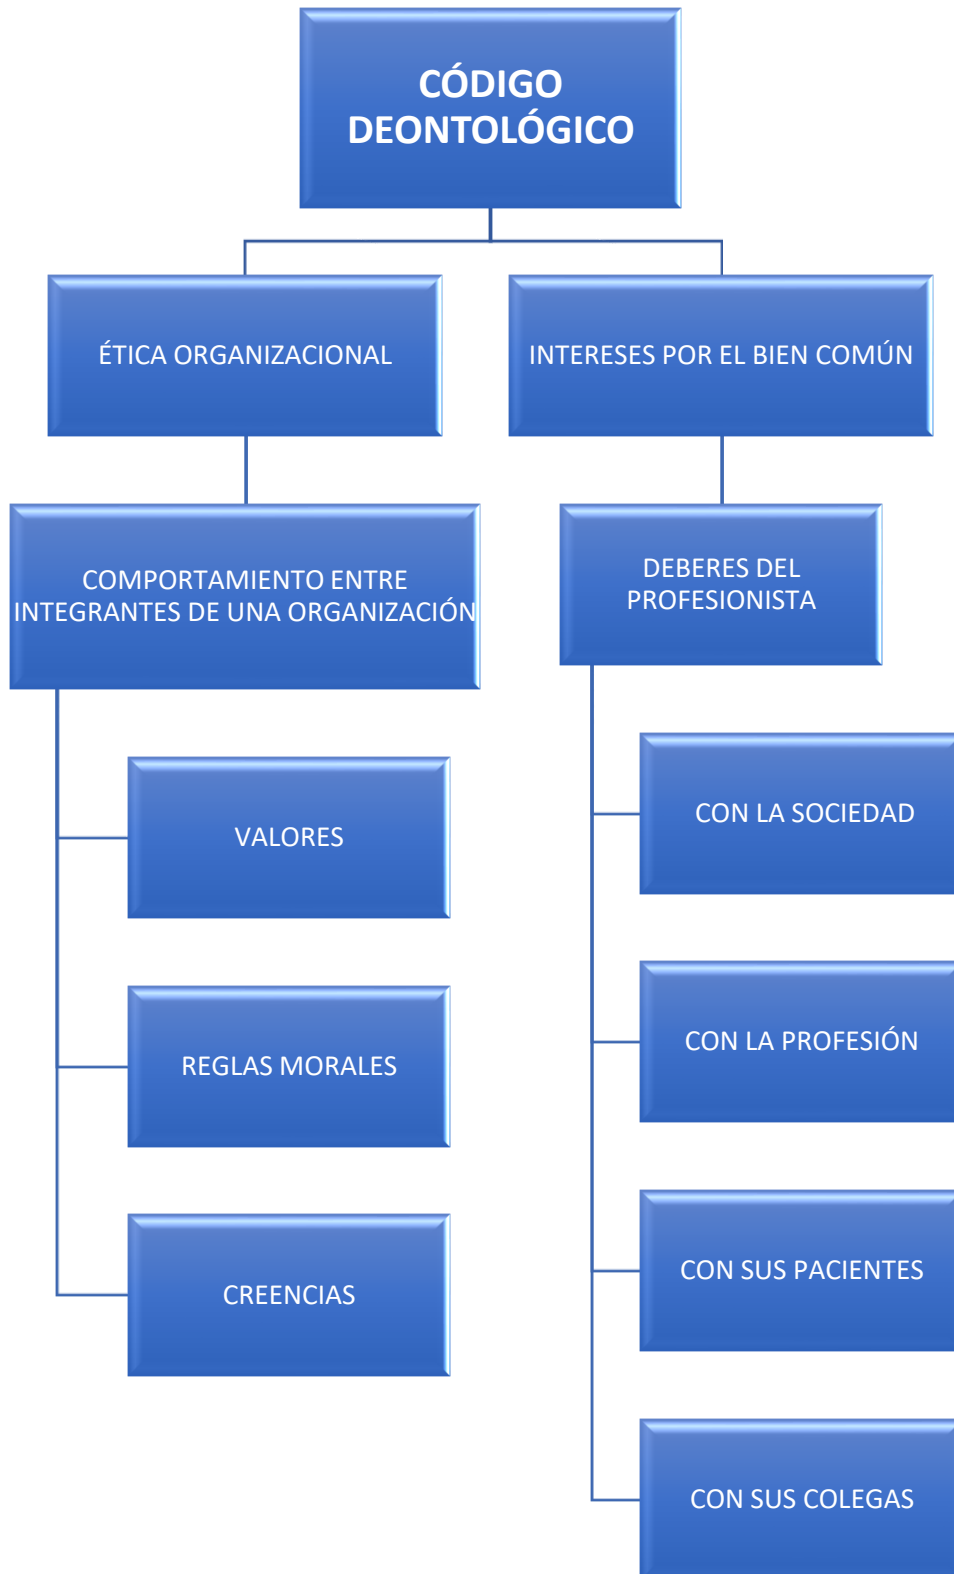 CÓDIGO
DEONTOLÓGICO
ÉTICA ORGANIZACIONAL
INTERESES POR EL BIEN COMÚN
COMPORTAMIENTO ENTRE
INTEGRANTES DE UNA ORGANIZACIÓN
DEBERES DEL
PROFESIONISTA
VALORES
REGLAS MORALES
CREENCIAS
CON LA SOCIEDAD
CON LA PROFESIÓN
CON SUS PACIENTES
CON SUS COLEGAS